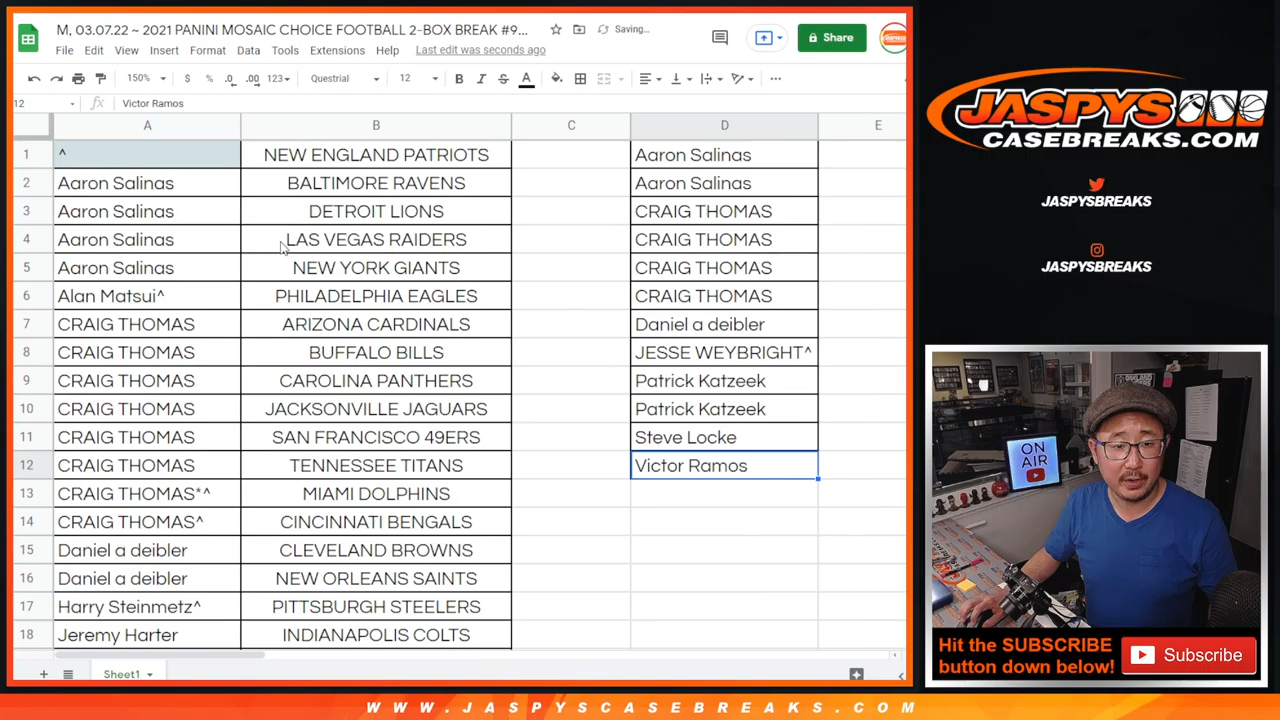 M, 03.07.22 ~ 2021 PANINI MOSAIC CHOICE FOOTBALL 2-BOX BREAK #9...
Saving...
File Edit View Insert Format Data Tools Extensions Help Last edit was seconds ago
Share
150% $ % .0 .00 123 Questrial 12 B I S A
12 fx Victor Ramos
A B C D E
1 ^ NEW ENGLAND PATRIOTS Aaron Salinas
2 Aaron Salinas BALTIMORE RAVENS Aaron Salinas
3 Aaron Salinas DETROIT LIONS CRAIG THOMAS
4 Aaron Salinas LAS VEGAS RAIDERS CRAIG THOMAS
5 Aaron Salinas NEW YORK GIANTS CRAIG THOMAS
6 Alan Matsui^ PHILADELPHIA EAGLES CRAIG THOMAS
7 CRAIG THOMAS ARIZONA CARDINALS Daniel a deibler
8 CRAIG THOMAS BUFFALO BILLS JESSE WEYBRIGHT^
9 CRAIG THOMAS CAROLINA PANTHERS Patrick Katzeek
10 CRAIG THOMAS JACKSONVILLE JAGUARS Patrick Katzeek
11 CRAIG THOMAS SAN FRANCISCO 49ERS Steve Locke
12 CRAIG THOMAS TENNESSEE TITANS Victor Ramos
13 CRAIG THOMAS*^ MIAMI DOLPHINS
14 CRAIG THOMAS^ CINCINNATI BENGALS
15 Daniel a deibler CLEVELAND BROWNS
16 Daniel a deibler NEW ORLEANS SAINTS
17 Harry Steinmetz^ PITTSBURGH STEELERS
18 Jeremy Harter INDIANAPOLIS COLTS
Sheet1
JASPYS
CASEBREAKS.COM
JASPYSBREAKS
JASPYSBREAKS
ON
AIR
Hit the SUBSCRIBE
button down below!
Subscribe
WWW.JASPYSCASEBREAKS.COM